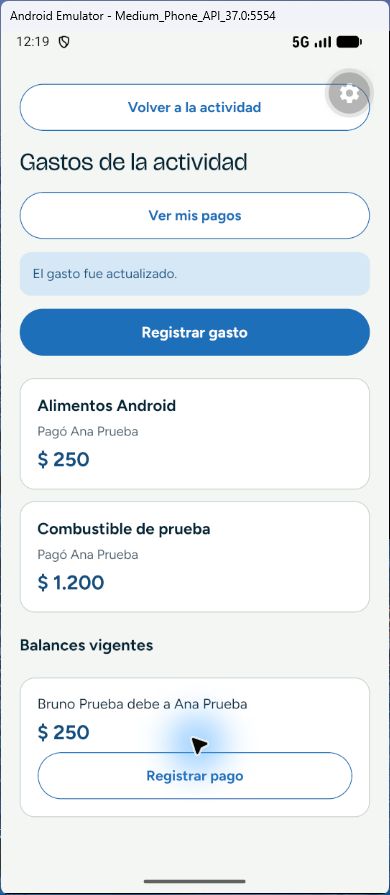 Android Emulator - Medium_Phone_API_37.0:5554
12:19
5G
Volver a la actividad
Gastos de la actividad
Ver mis pagos
El gasto fue actualizado.
Registrar gasto
Alimentos Android
Pagó Ana Prueba
$ 250
Combustible de prueba
Pagó Ana Prueba
$ 1.200
Balances vigentes
Bruno Prueba debe a Ana Prueba
$ 250
Registrar pago